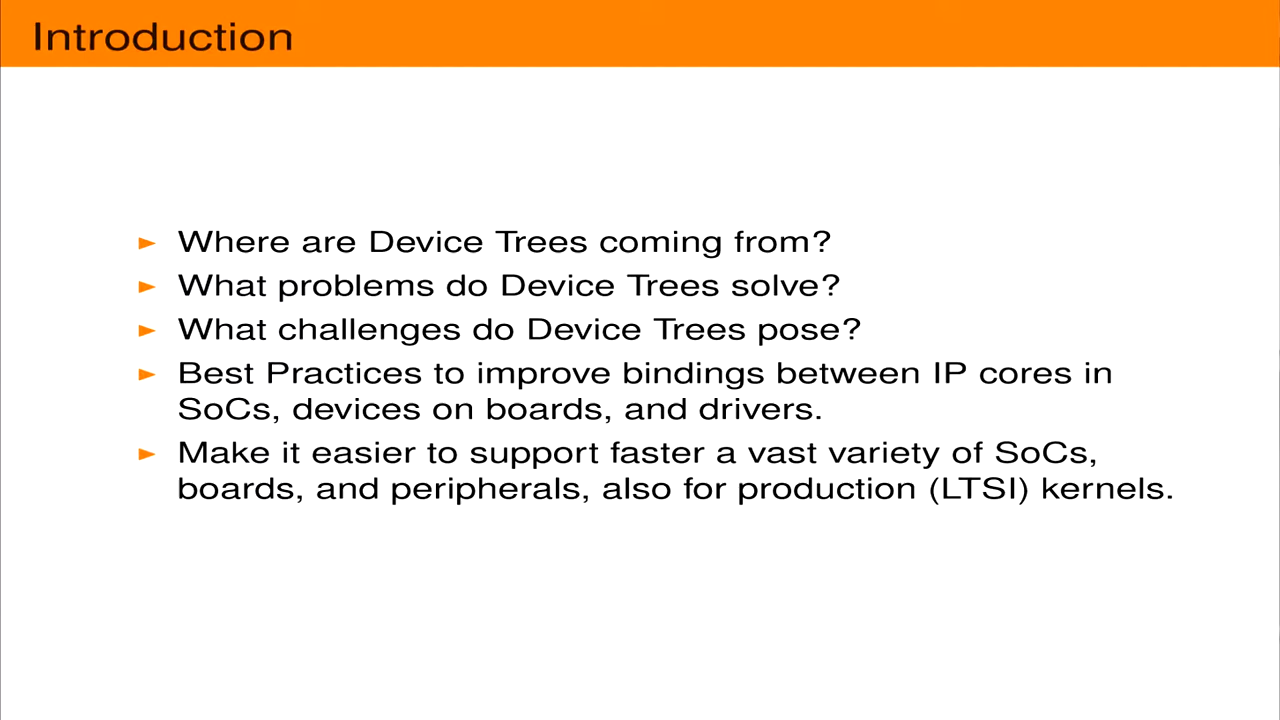 Introduction
Where are Device Trees coming from?
What problems do Device Trees solve?
What challenges do Device Trees pose?
Best Practices to improve bindings between IP cores in
SoCs, devices on boards, and drivers.
Make it easier to support faster a vast variety of SoCs,
boards, and peripherals, also for production (LTSI) kernels.